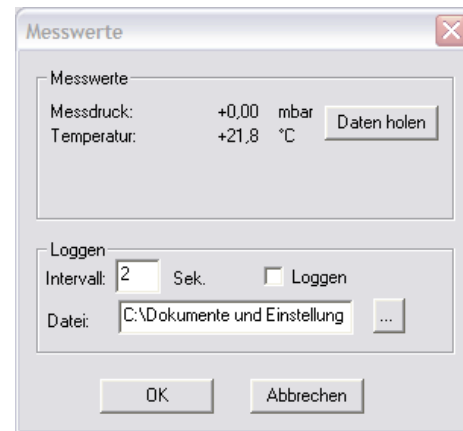 Messwerte
Messwerte
Messdruck: +0,00 mbar Daten holen
Temperatur: +21,8 °C
Loggen
Intervall: 2 Sek. Loggen
Datei: C:\Dokumente und Einstellung ...
OK Abbrechen